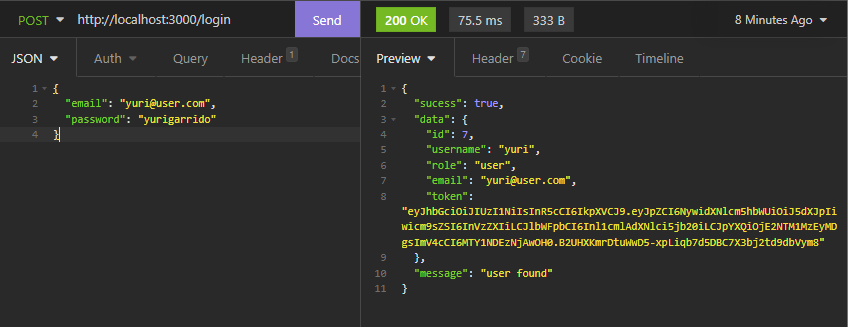 POST http://localhost:3000/login Send
200 OK 75.5 ms 333 B 8 Minutes Ago
JSON Auth Query Header 1 Docs
Preview Header 7 Cookie Timeline
1 {
2 "email": "yuri@user.com",
3 "password": "yurigarrido"
4 }
1 {
2 "sucess": true,
3 "data": {
4 "id": 7,
5 "username": "yuri",
6 "role": "user",
7 "email": "yuri@user.com",
8 "token":
"eyJhbGciOiJIUzI1NiIsInR5cCI6IkpXVCJ9.eyJpZCI6NywidXNlcm5hbWUiOiJ5dXJpIi
wicm9sZSI6InVzZXIiLCJlbWFpbCI6Inl1cmlAdXNlci5jb20iLCJpYXQiOjE2NTM1MzEyMD
gsImV4cCI6MTY1NDEzNjAwOH0.B2UHXKmrDtuWwD5-xpLiqb7d5DBC7X3bj2td9dbVym8"
9 },
10 "message": "user found"
11 }